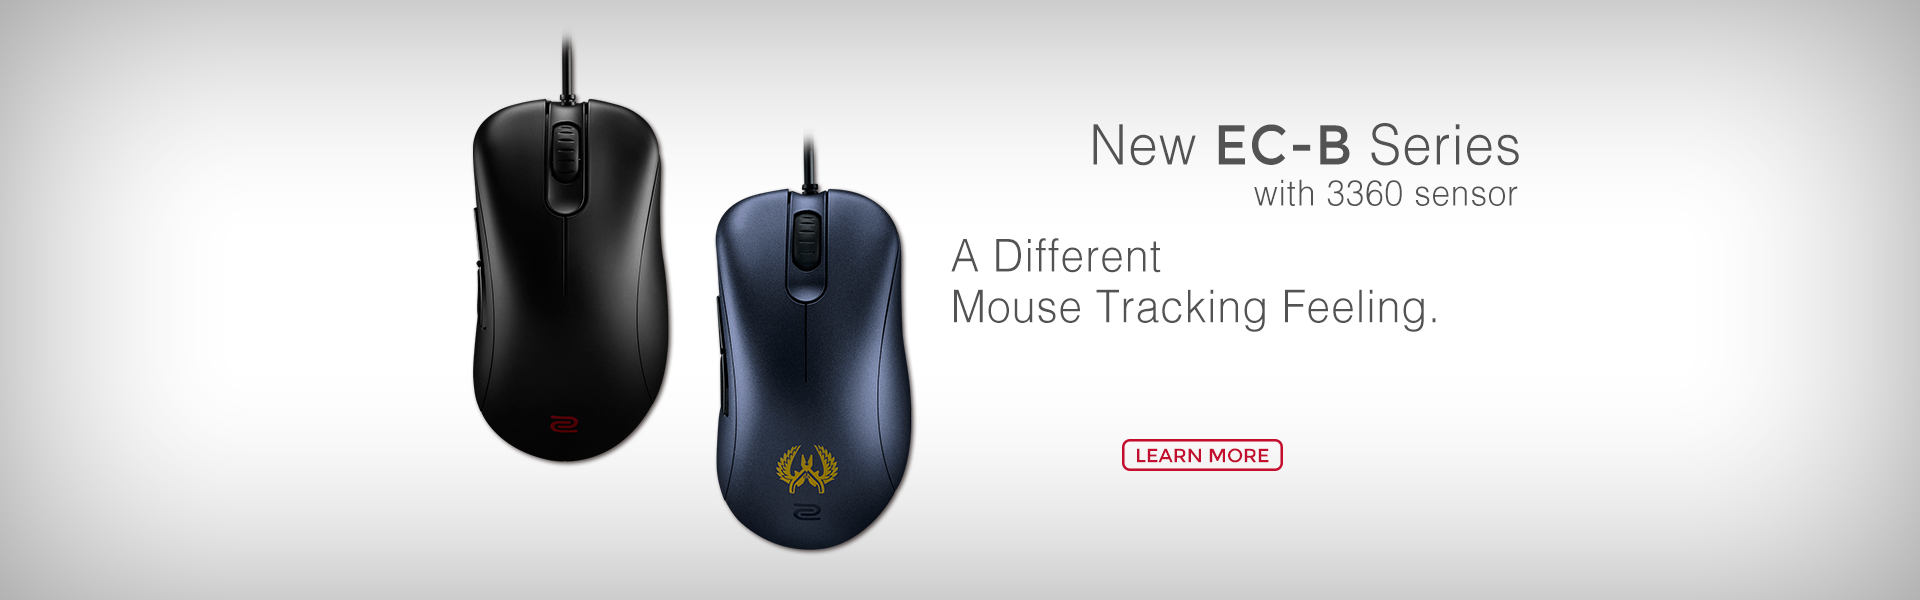 New EC-B Series
with 3360 sensor
A Different
Mouse Tracking Feeling.
LEARN MORE